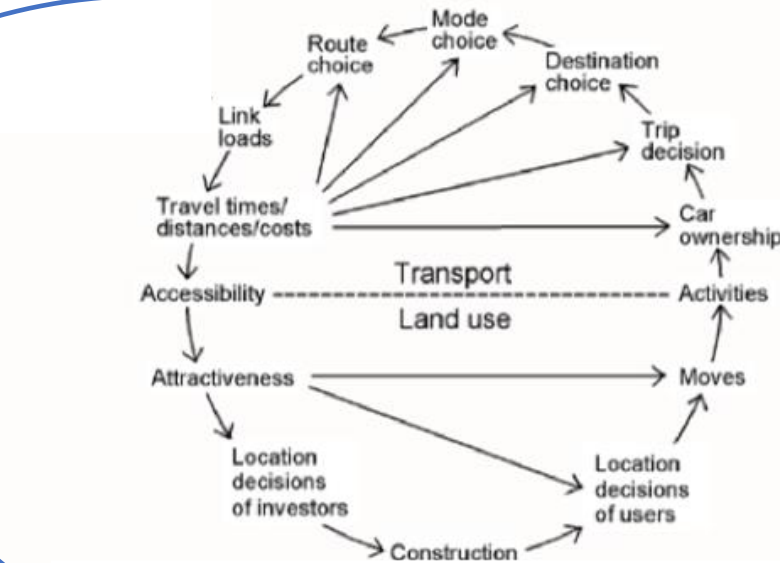 Mode
choice
Route
choice
Destination
choice
Link
loads
Trip
decision
Travel times/
distances/costs
Car
ownership
Transport
Accessibility
Activities
Land use
Attractiveness
Moves
Location
decisions
of investors
Location
decisions
of users
Construction